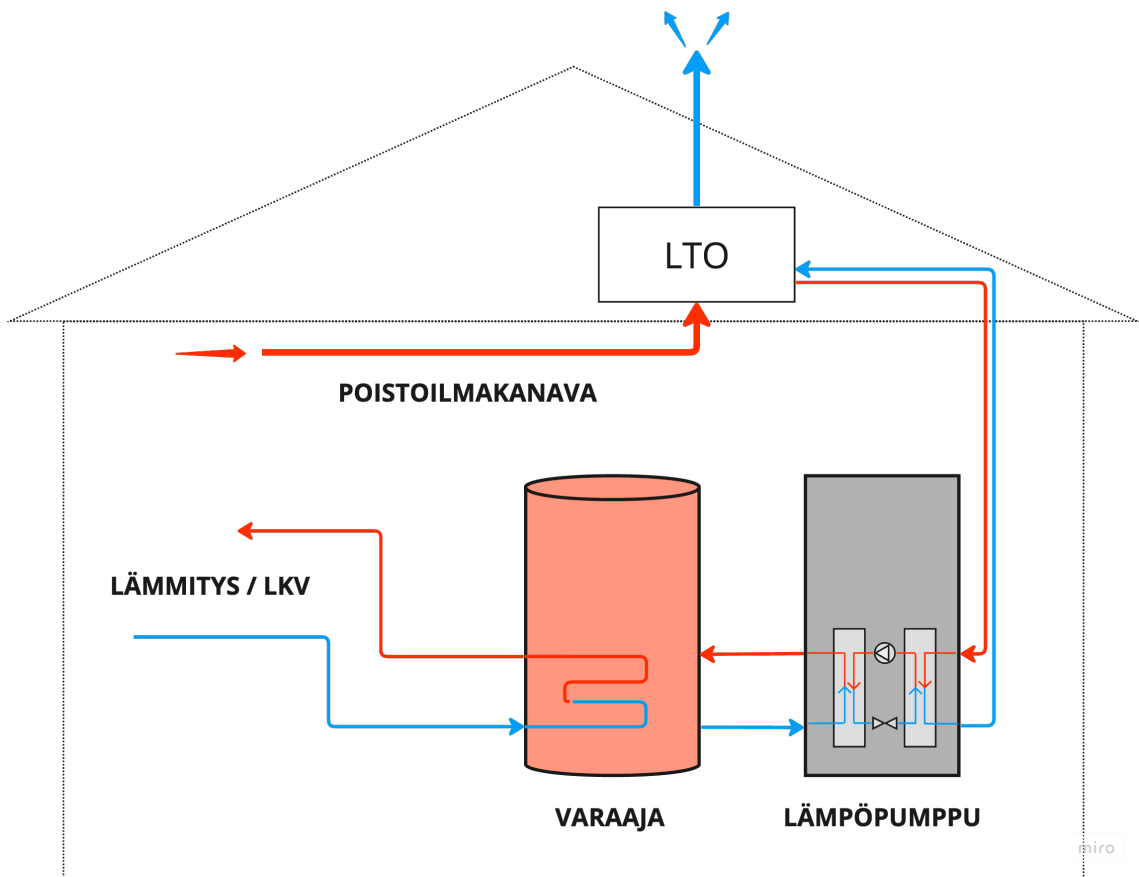 LTO
POISTOILMAKANAVA
LÄMMITYS / LKV
VARAAJA
LÄMPÖPUMPPU
miro